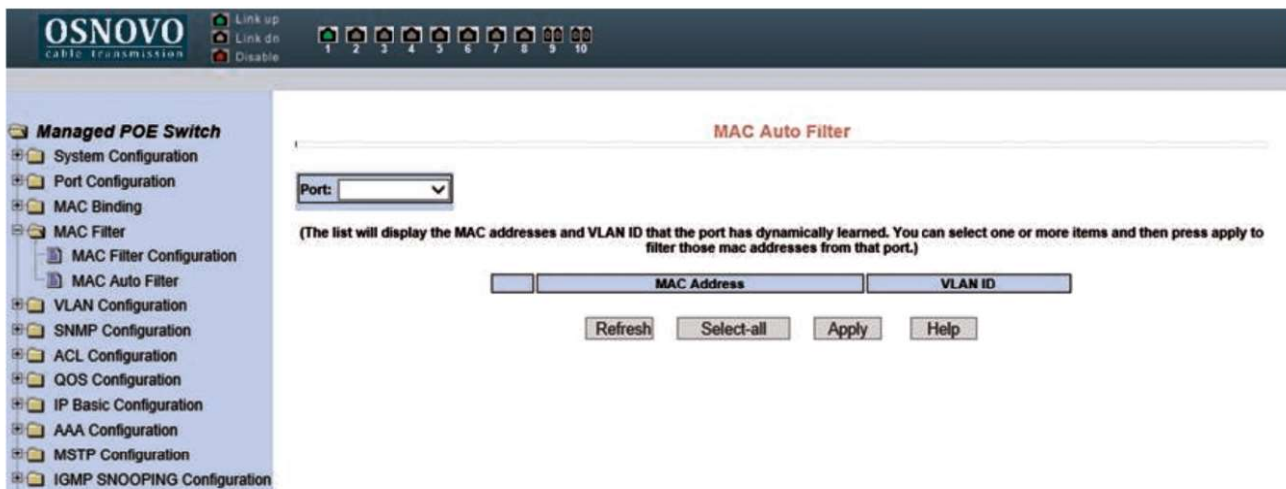 OSNOVO
cable transmission
Link up
Link dn
Disable
1 2 3 4 5 6 7 8 9 10
Managed POE Switch
System Configuration
Port Configuration
MAC Binding
MAC Filter
MAC Filter Configuration
MAC Auto Filter
VLAN Configuration
SNMP Configuration
ACL Configuration
QOS Configuration
IP Basic Configuration
AAA Configuration
MSTP Configuration
IGMP SNOOPING Configuration
MAC Auto Filter
Port:
(The list will display the MAC addresses and VLAN ID that the port has dynamically learned. You can select one or more items and then press apply to
filter those mac addresses from that port.)
MAC Address VLAN ID
Refresh Select-all Apply Help